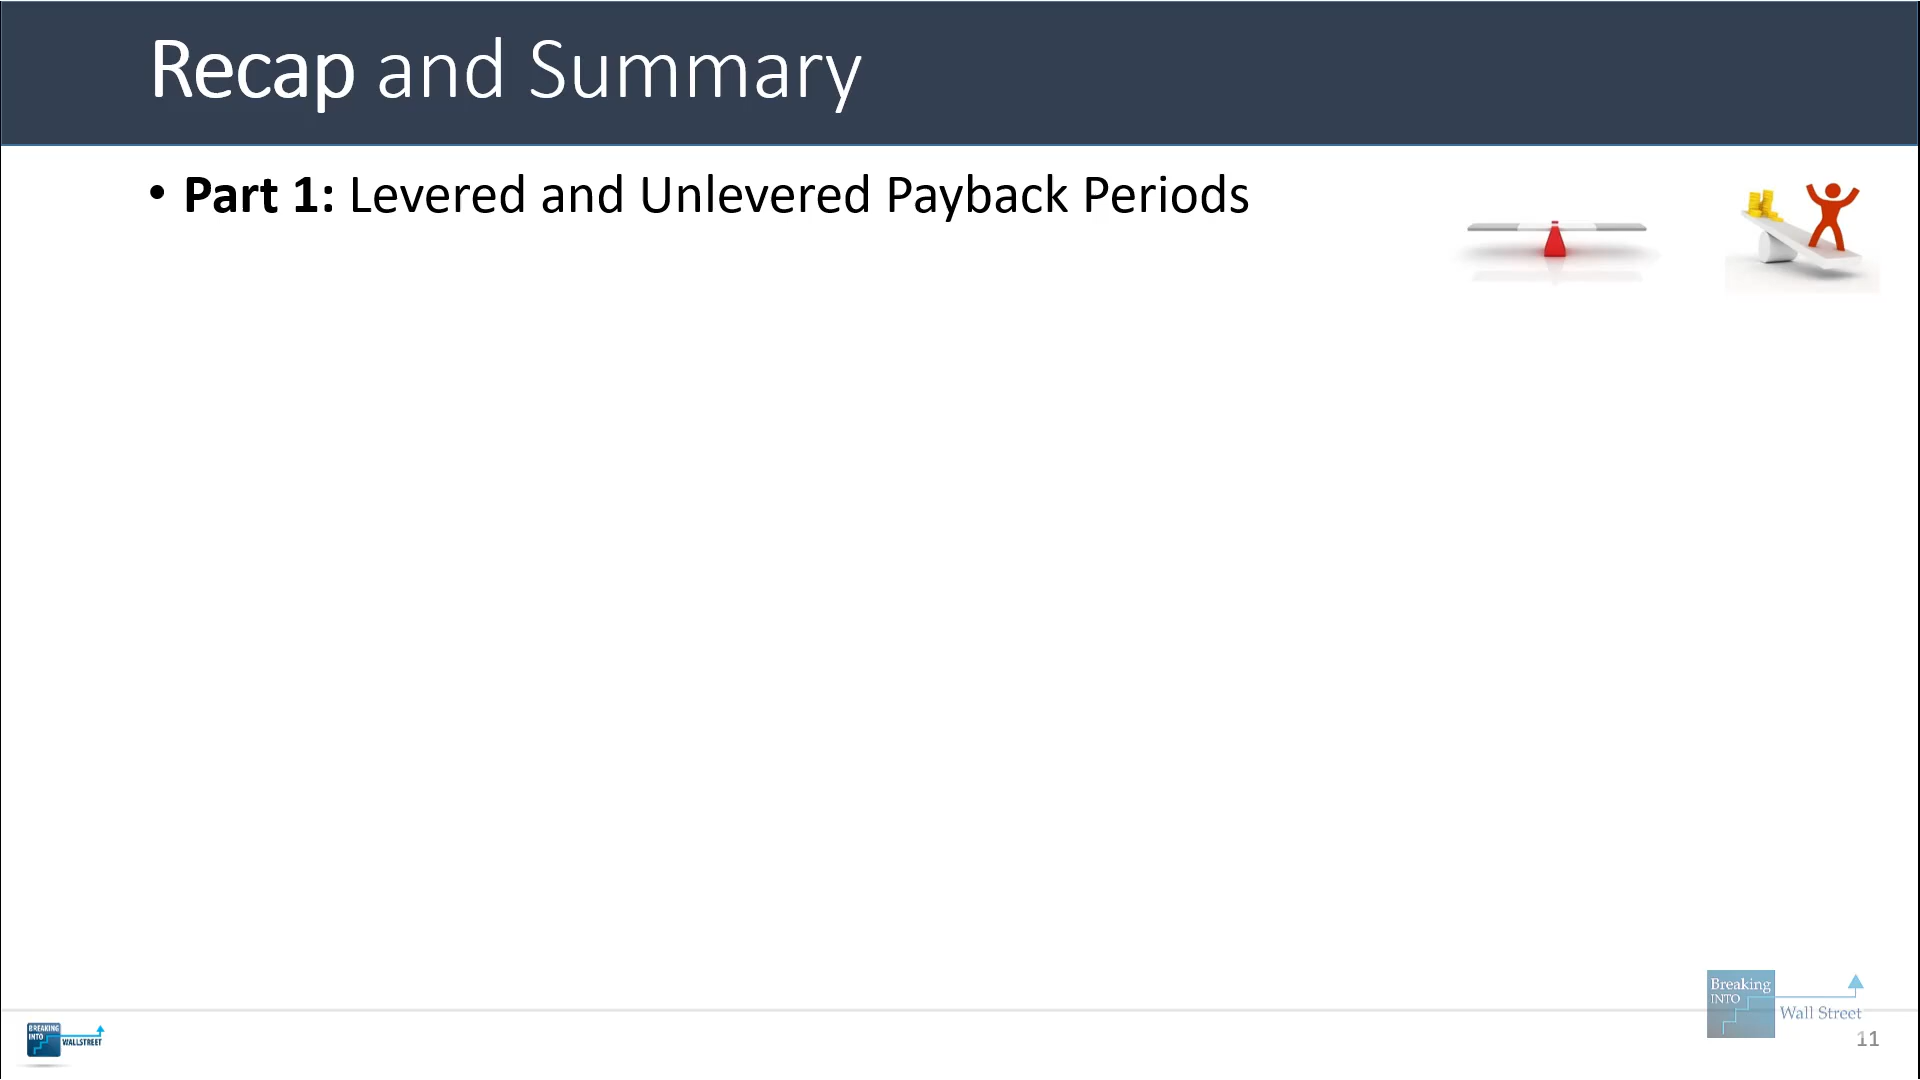 Recap and Summary
• Part 1: Levered and Unlevered Payback Periods
Breaking
INTO
Wall Street
BREAKING
INTO
WALLSTREET
11